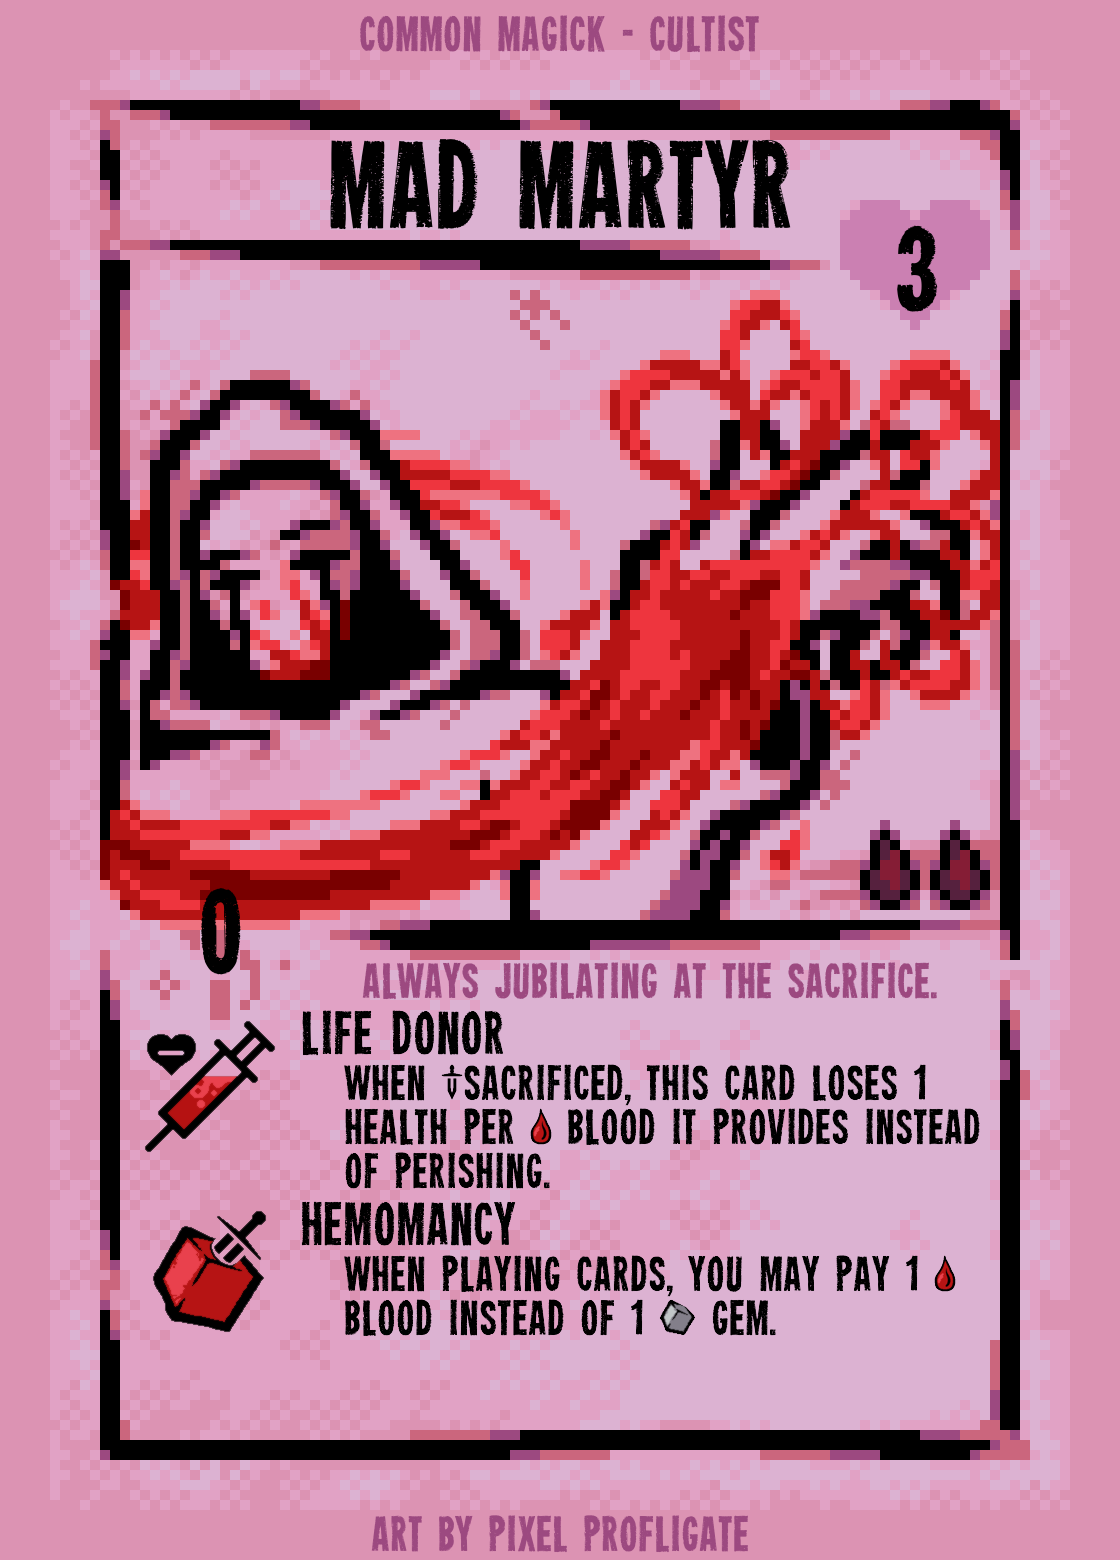 COMMON MAGICK - CULTIST
MAD MARTYR
3
0
ALWAYS JUBILATING AT THE SACRIFICE.
LIFE DONOR
WHEN SACRIFICED, THIS CARD LOSES 1
HEALTH PER BLOOD IT PROVIDES INSTEAD
OF PERISHING.
HEMOMANCY
WHEN PLAYING CARDS, YOU MAY PAY 1
BLOOD INSTEAD OF 1 GEM.
ART BY PIXEL PROFLIGATE